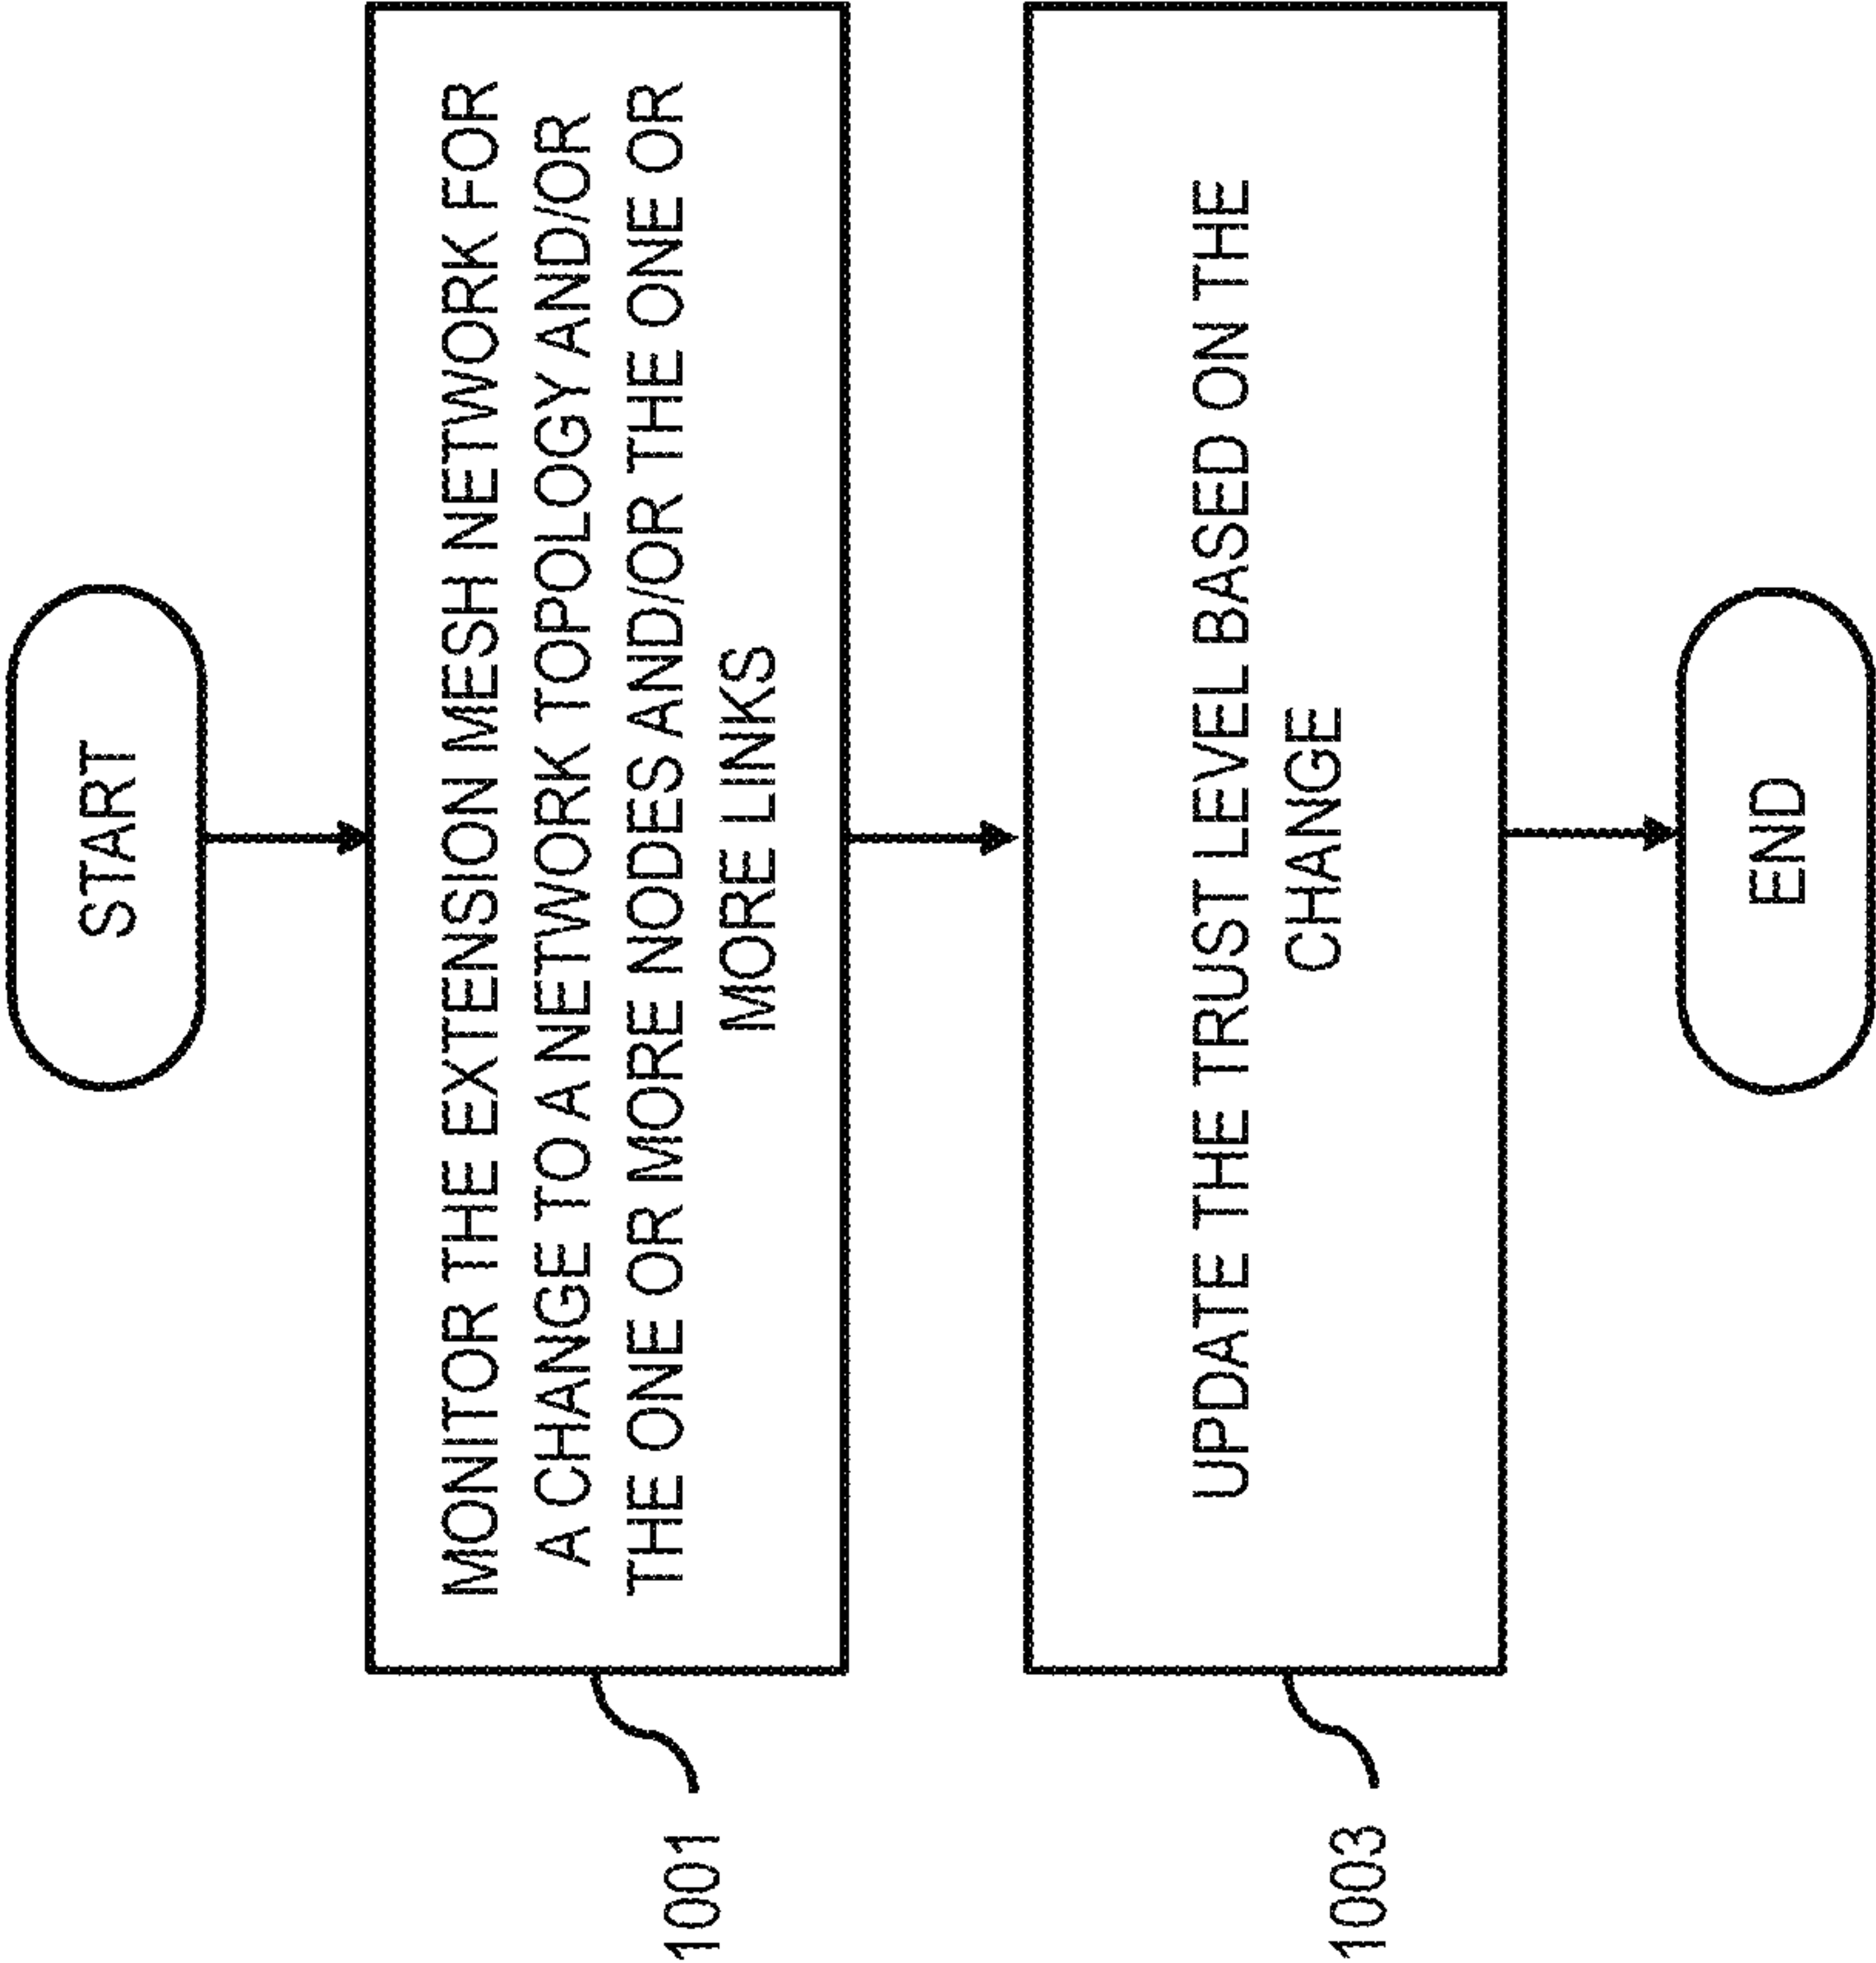 START
MONITOR THE EXTENSION MESH NETWORK FOR
A CHANGE TO A NETWORK TOPOLOGY AND/OR
THE ONE OR MORE NODES AND/OR THE ONE OR
MORE LINKS
1001
UPDATE THE TRUST LEVEL BASED ON THE
CHANGE
1003
END